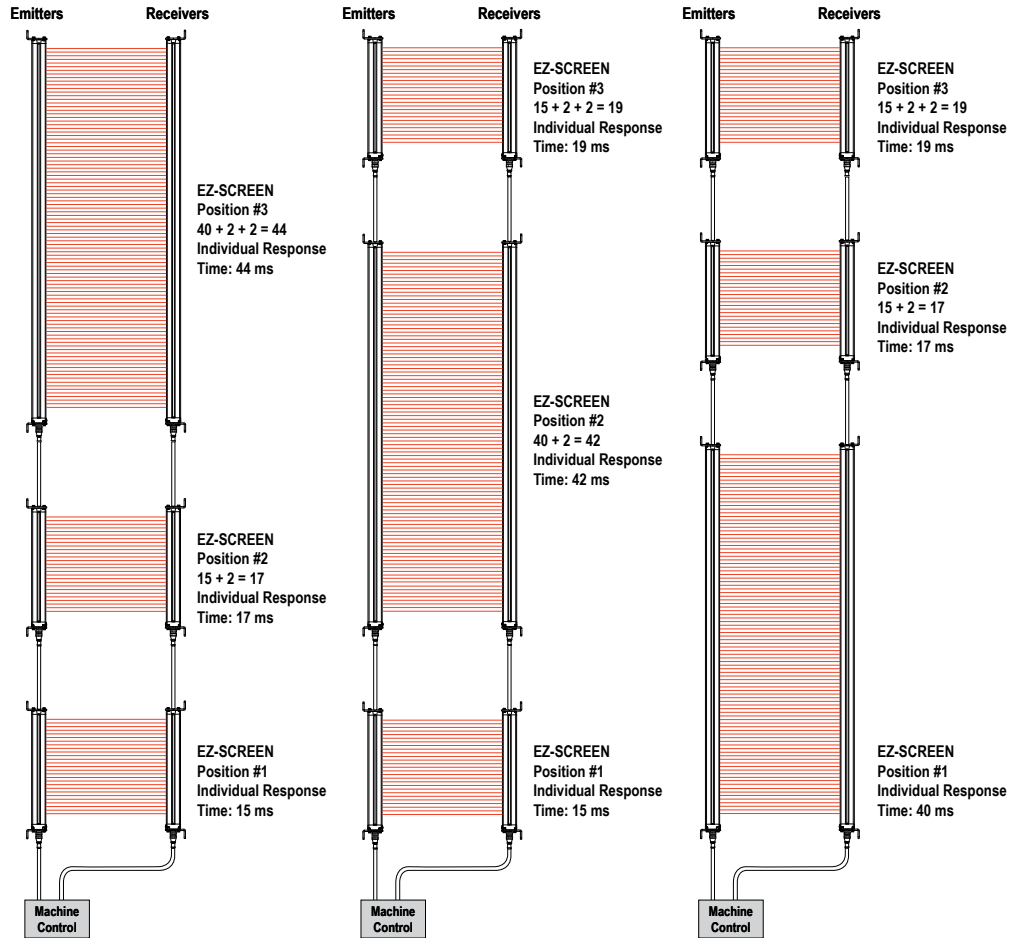 Emitters
Receivers
EZ-SCREEN
Position #3
40 + 2 + 2 = 44
Individual Response
Time: 44 ms
EZ-SCREEN
Position #2
15 + 2 = 17
Individual Response
Time: 17 ms
EZ-SCREEN
Position #1
Individual Response
Time: 15 ms
Machine
Control
Emitters
Receivers
EZ-SCREEN
Position #3
15 + 2 + 2 = 19
Individual Response
Time: 19 ms
EZ-SCREEN
Position #2
40 + 2 = 42
Individual Response
Time: 42 ms
EZ-SCREEN
Position #1
Individual Response
Time: 15 ms
Machine
Control
Emitters
Receivers
EZ-SCREEN
Position #3
15 + 2 + 2 = 19
Individual Response
Time: 19 ms
EZ-SCREEN
Position #2
15 + 2 = 17
Individual Response
Time: 17 ms
EZ-SCREEN
Position #1
Individual Response
Time: 40 ms
Machine
Control